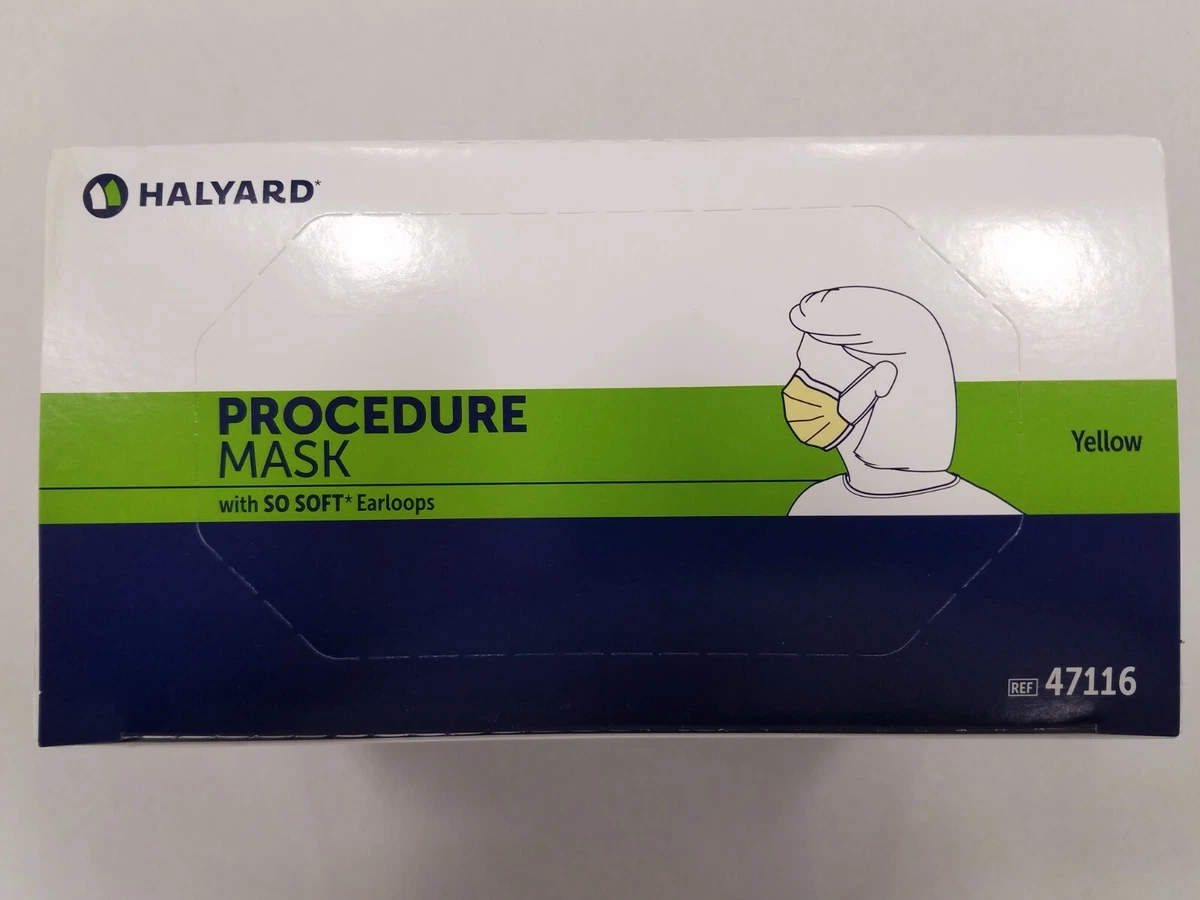 HALYARD*
PROCEDURE
MASK
with SO SOFT* Earloops
Yellow
REF 47116